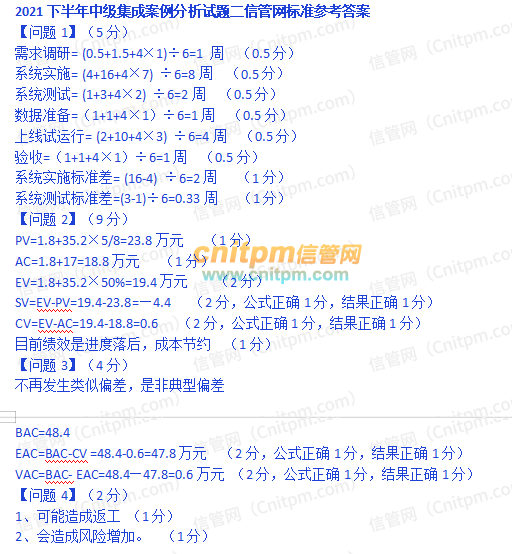 2021 下半年中级集成案例分析试题二信管网标准参考答案
【问题 1】（5 分）
需求调研= (0.5+1.5+4×1)÷6=1 周 （0.5 分）
系统实施= (4+16+4×7) ÷6=8 周 （0.5 分）
系统测试= (1+3+4×2) ÷6=2 周 （0.5 分）
数据准备=（1+1+4×1）÷6=1 周 （0.5 分）
上线试运行= (2+10+4×3) ÷6=4 周 （0.5 分）
验收=（1+1+4×1）÷6=1 周 （0.5 分）
系统实施标准差= (16-4) ÷6=2 周 （1 分）
系统测试标准差=(3-1)÷6=0.33 周 （1 分）
【问题 2】（9 分）
PV=1.8+35.2×5/8=23.8 万元 （1 分）
AC=1.8+17=18.8 万元 （1 分）
EV=1.8+35.2×50%=19.4 万元 （2 分）
SV=EV-PV=19.4-23.8=－4.4 （2 分，公式正确 1 分，结果正确 1 分）
CV=EV-AC=19.4-18.8=0.6 （2 分，公式正确 1 分，结果正确 1 分）
目前绩效是进度落后，成本节约 （1 分）
【问题 3】（4 分）
不再发生类似偏差，是非典型偏差
BAC=48.4
EAC=BAC-CV =48.4-0.6=47.8 万元 （2 分，公式正确 1 分，结果正确 1 分）
VAC=BAC- EAC=48.4－47.8=0.6 万元 （2 分，公式正确 1 分，结果正确 1 分）
【问题 4】（2 分）
1、可能造成返工 （1 分）
2、会造成风险增加。 （1 分）
cnitpm信管网
www.cnitpm.com
信管网（Cnitpm.com）